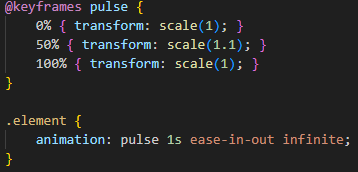 @keyframes pulse {
    0% { transform: scale(1); }
    50% { transform: scale(1.1); }
    100% { transform: scale(1); }
}

.element {
    animation: pulse 1s ease-in-out infinite;
}